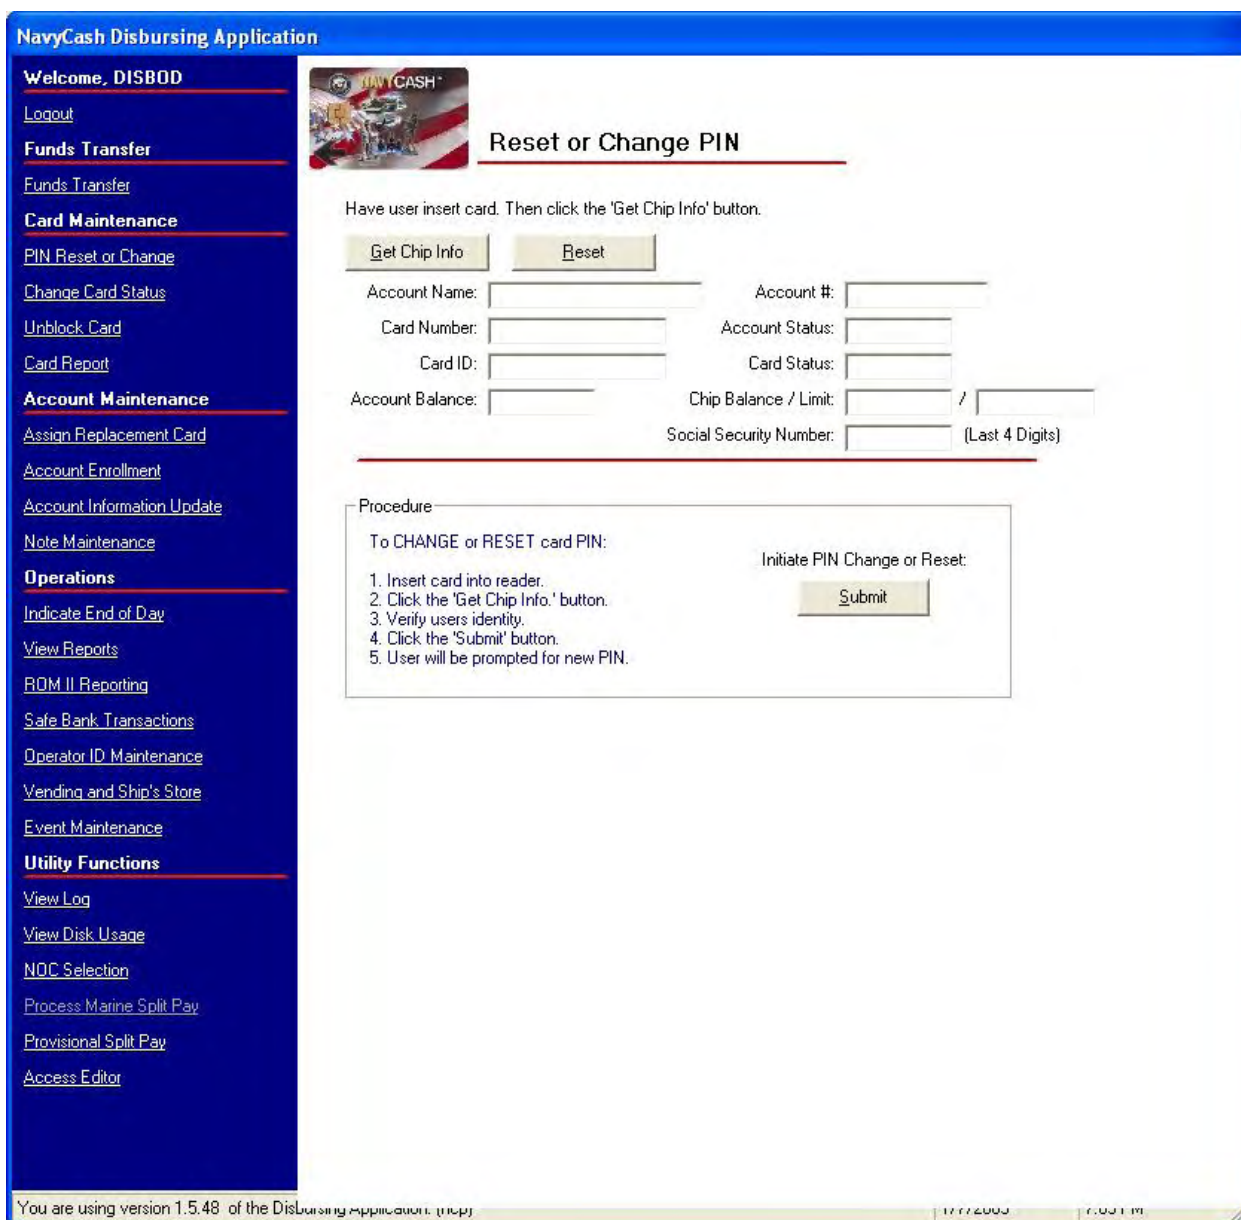 NavyCash Disbursing Application
Welcome, DISBOD
Logout
Funds Transfer
Funds Transfer
Card Maintenance
PIN Reset or Change
Change Card Status
Unblock Card
Card Report
Account Maintenance
Assign Replacement Card
Account Enrollment
Account Information Update
Note Maintenance
Operations
Indicate End of Day
View Reports
ROM II Reporting
Safe Bank Transactions
Operator ID Maintenance
Vending and Ship's Store
Event Maintenance
Utility Functions
View Log
View Disk Usage
NOC Selection
Process Marine Split Pay
Provisional Split Pay
Access Editor
NAVYCASH
Reset or Change PIN
Have user insert card. Then click the 'Get Chip Info' button.
Get Chip Info Reset
Account Name: Account #:
Card Number: Account Status:
Card ID: Card Status:
Account Balance: Chip Balance / Limit: /
Social Security Number: (Last 4 Digits)
Procedure
To CHANGE or RESET card PIN:
1. Insert card into reader.
2. Click the 'Get Chip Info.' button.
3. Verify users identity.
4. Click the 'Submit' button.
5. User will be prompted for new PIN.
Initiate PIN Change or Reset:
Submit
You are using version 1.5.48 of the Disbursing Application.